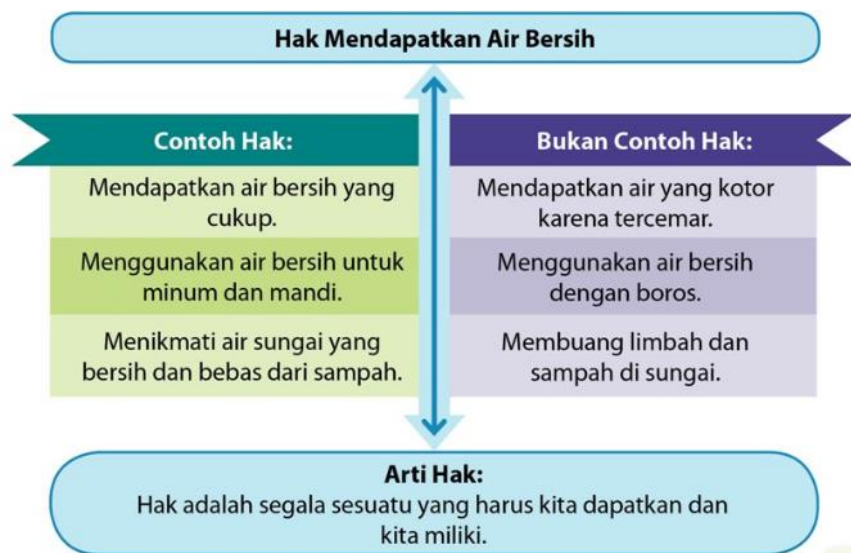 Hak Mendapatkan Air Bersih
Contoh Hak:
Mendapatkan air bersih yang
cukup.
Menggunakan air bersih untuk
minum dan mandi.
Menikmati air sungai yang
bersih dan bebas dari sampah.
Bukan Contoh Hak:
Mendapatkan air yang kotor
karena tercemar.
Menggunakan air bersih
dengan boros.
Membuang limbah dan
sampah di sungai.
Arti Hak:
Hak adalah segala sesuatu yang harus kita dapatkan dan
kita miliki.